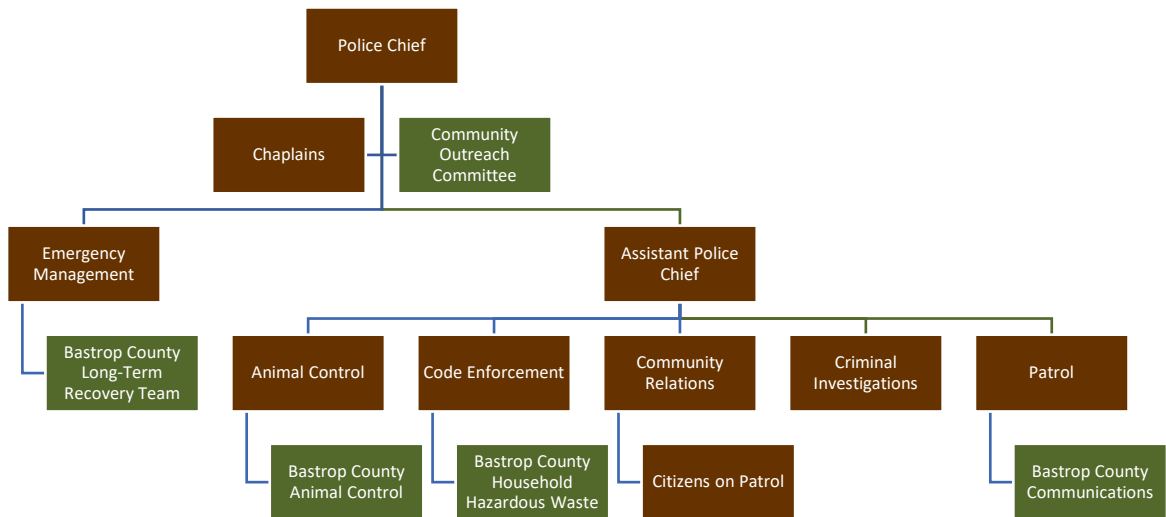 Police Chief
Chaplains
Community
Outreach
Committee
Emergency
Management
Assistant Police
Chief
Bastrop County
Long-Term
Recovery Team
Animal Control
Code Enforcement
Community
Relations
Criminal
Investigations
Patrol
Bastrop County
Animal Control
Bastrop County
Household
Hazardous Waste
Citizens on Patrol
Bastrop County
Communications